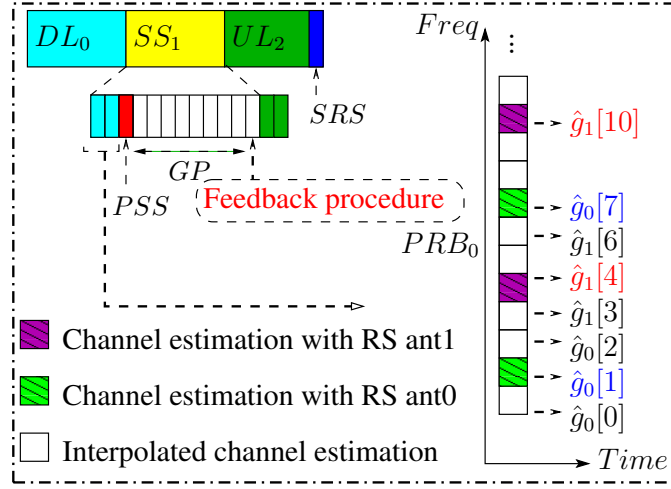 DL₀ SS₁ UL₂
SRS
GP
PSS
Feedback procedure
Channel estimation with RS ant1
Channel estimation with RS ant0
Interpolated channel estimation
Freq
⋮
ĝ₁[10]
ĝ₀[7]
PRB₀
ĝ₁[6]
ĝ₁[4]
ĝ₁[3]
ĝ₀[2]
ĝ₀[1]
ĝ₀[0]
Time